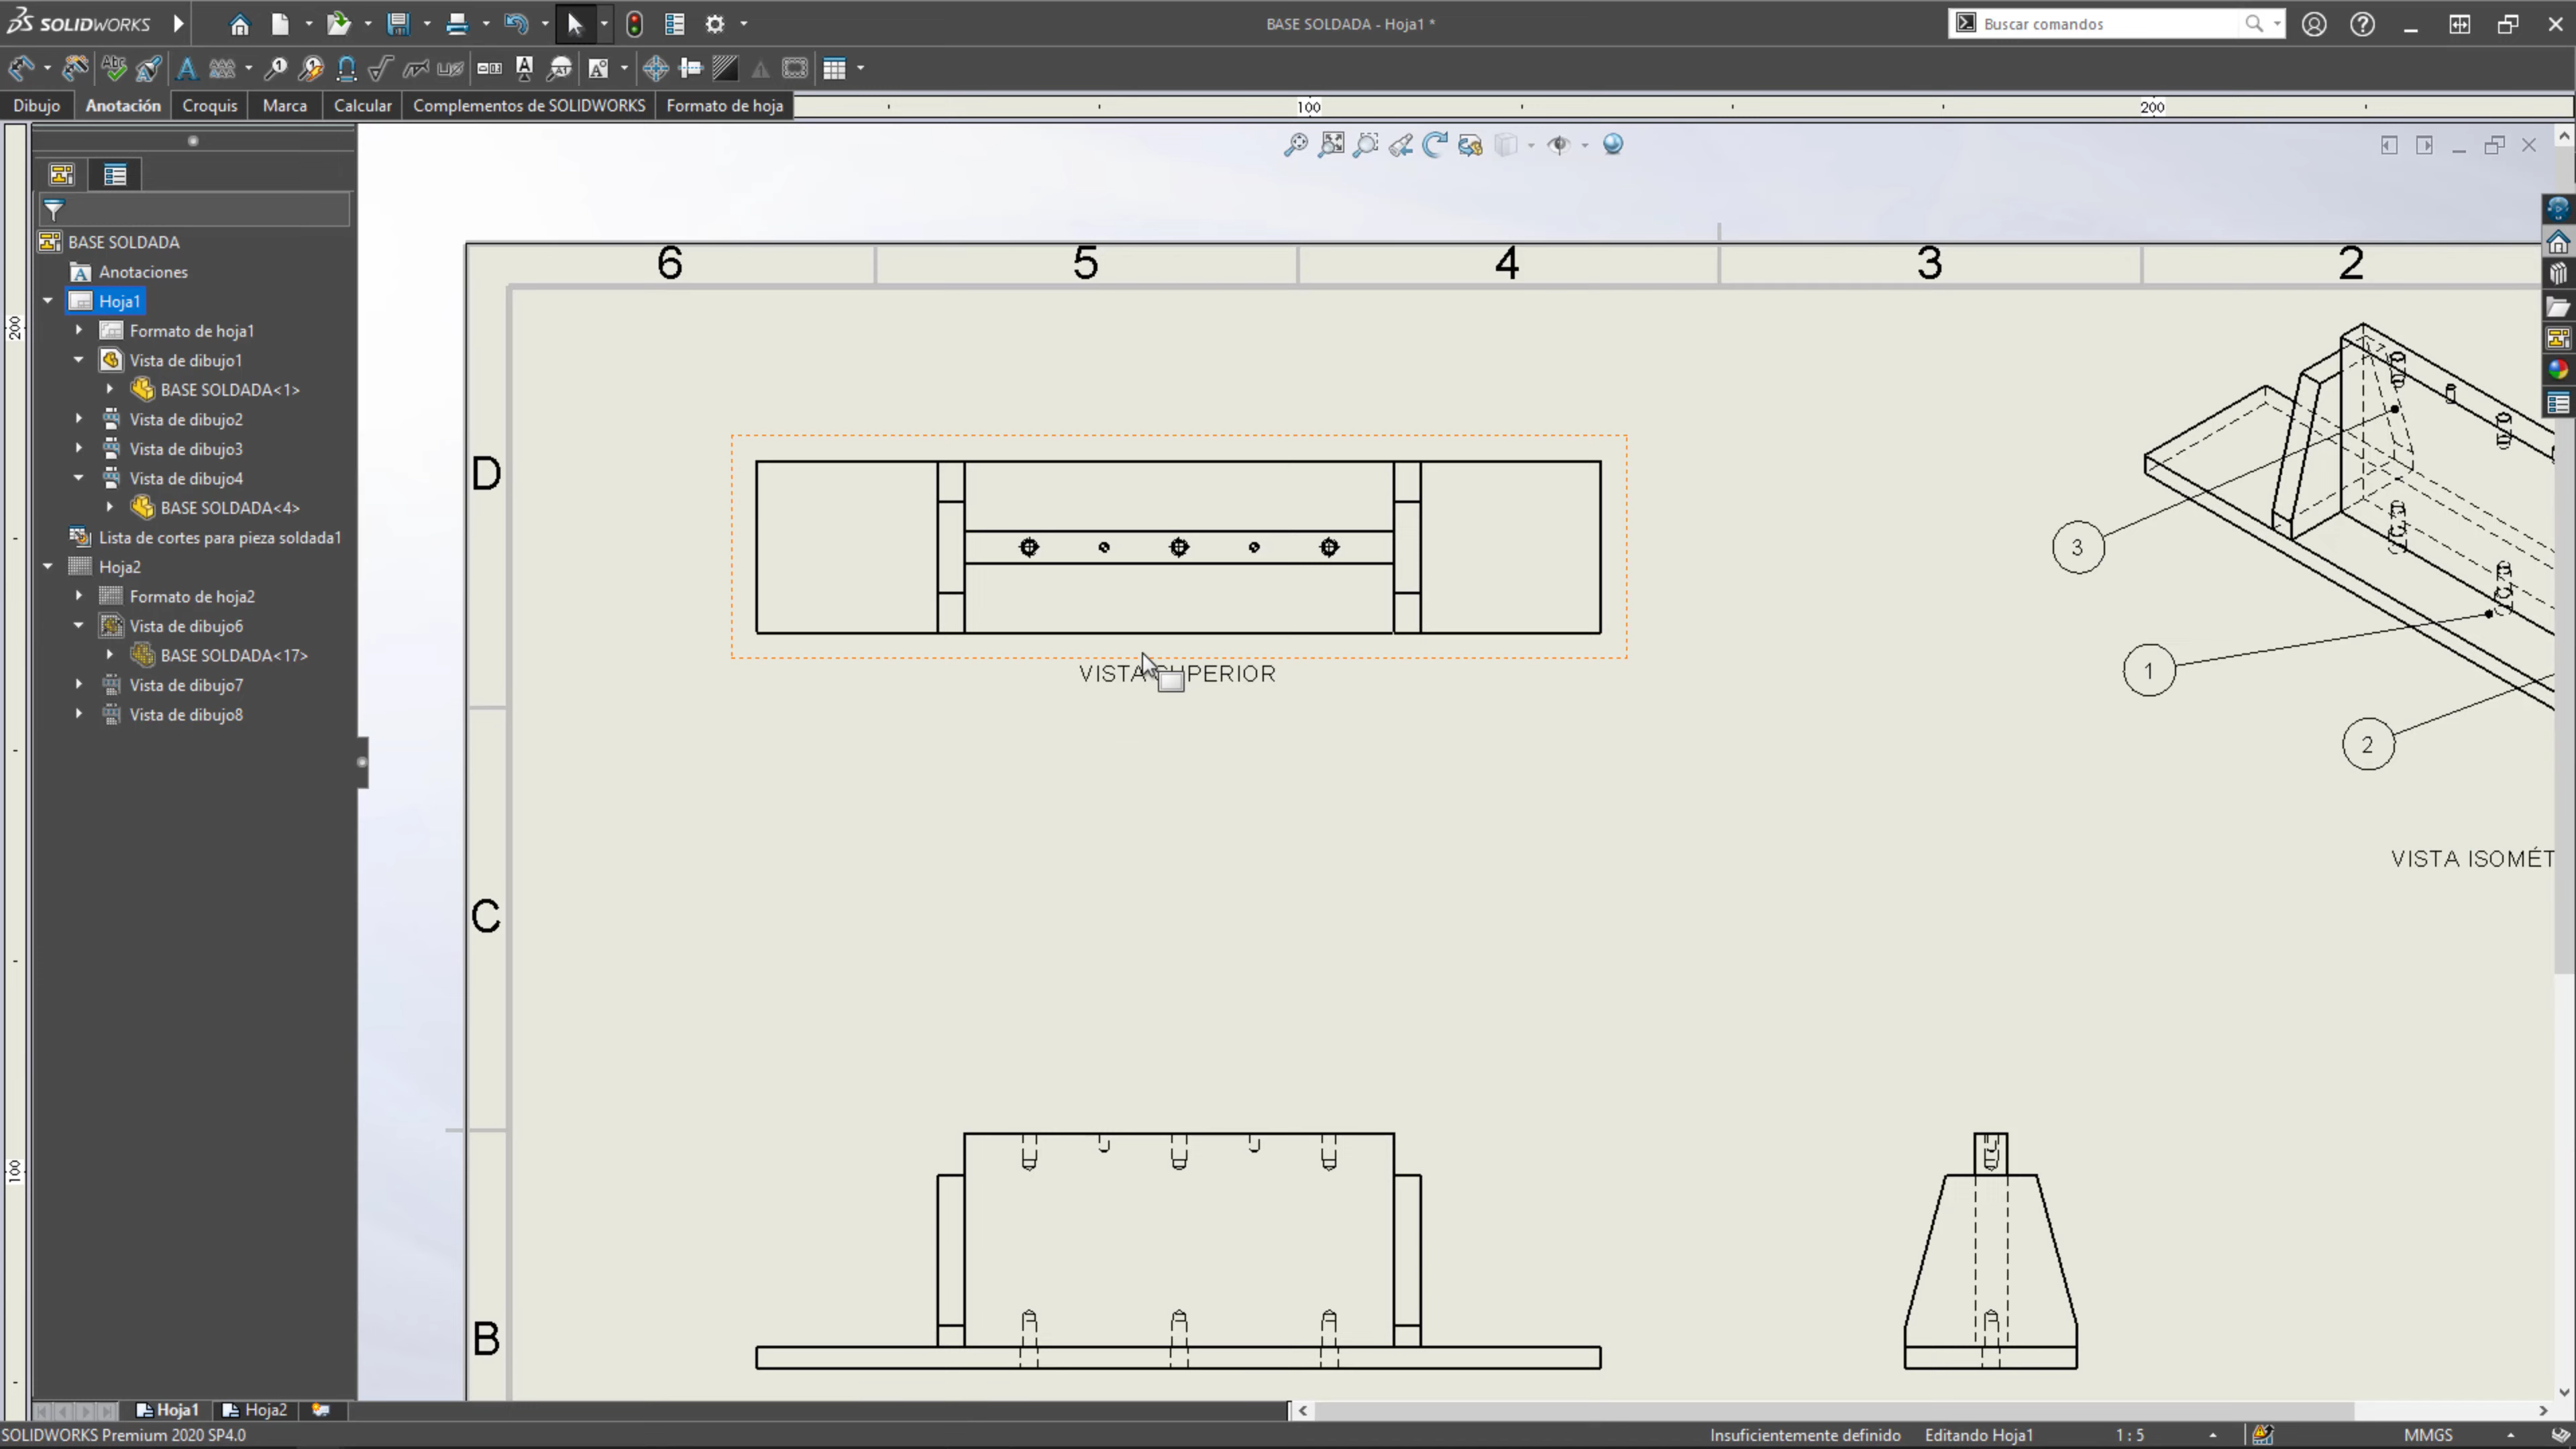 SOLIDWORKS
BASE SOLDADA - Hoja1 *
Buscar comandos
Dibujo
Anotación
Croquis
Marca
Calcular
Complementos de SOLIDWORKS
Formato de hoja
100
200
BASE SOLDADA
Anotaciones
Hoja1
Formato de hoja1
Vista de dibujo1
BASE SOLDADA<1>
Vista de dibujo2
Vista de dibujo3
Vista de dibujo4
BASE SOLDADA<4>
Lista de cortes para pieza soldada1
Hoja2
Formato de hoja2
Vista de dibujo6
BASE SOLDADA<17>
Vista de dibujo7
Vista de dibujo8
200
100
6 5 4 3 2
D
C
B
VISTA SUPERIOR
3
1
2
VISTA ISOMÉT
Hoja1
Hoja2
SOLIDWORKS Premium 2020 SP4.0
Insuficientemente definido
Editando Hoja1
1 : 5
MMGS